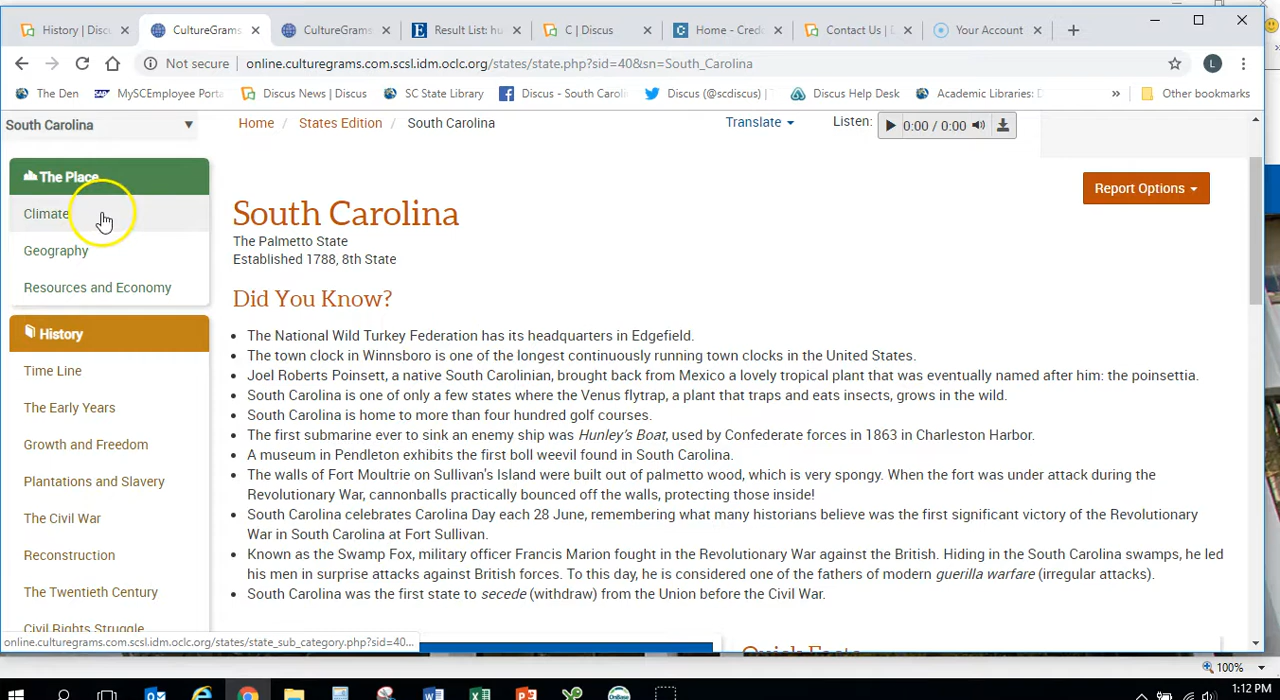 History | Disc
CultureGrams
CultureGrams
Result List: hu
C | Discus
Home - Cred
Contact Us | D
Your Account
Not secure
online.culturegrams.com.scsl.idm.oclc.org/states/state.php?sid=40&sn=South_Carolina
The Den
MySCEmployee Porta
Discus News | Discus
SC State Library
Discus - South Caroli
Discus (@scdiscus) |
Discus Help Desk
Academic Libraries: D
»
Other bookmarks
South Carolina
Home / States Edition / South Carolina
Translate
Listen:
0:00 / 0:00
The Place
Climate
Geography
Resources and Economy
History
Time Line
The Early Years
Growth and Freedom
Plantations and Slavery
The Civil War
Reconstruction
The Twentieth Century
Civil Rights Struggle
Report Options
South Carolina
The Palmetto State
Established 1788, 8th State
Did You Know?
• The National Wild Turkey Federation has its headquarters in Edgefield.
• The town clock in Winnsboro is one of the longest continuously running town clocks in the United States.
• Joel Roberts Poinsett, a native South Carolinian, brought back from Mexico a lovely tropical plant that was eventually named after him: the poinsettia.
• South Carolina is one of only a few states where the Venus flytrap, a plant that traps and eats insects, grows in the wild.
• South Carolina is home to more than four hundred golf courses.
• The first submarine ever to sink an enemy ship was Hunley's Boat, used by Confederate forces in 1863 in Charleston Harbor.
• A museum in Pendleton exhibits the first boll weevil found in South Carolina.
• The walls of Fort Moultrie on Sullivan's Island were built out of palmetto wood, which is very spongy. When the fort was under attack during the
Revolutionary War, cannonballs practically bounced off the walls, protecting those inside!
• South Carolina celebrates Carolina Day each 28 June, remembering what many historians believe was the first significant victory of the Revolutionary
War in South Carolina at Fort Sullivan.
• Known as the Swamp Fox, military officer Francis Marion fought in the Revolutionary War against the British. Hiding in the South Carolina swamps, he led
his men in surprise attacks against British forces. To this day, he is considered one of the fathers of modern guerilla warfare (irregular attacks).
• South Carolina was the first state to secede (withdraw) from the Union before the Civil War.
Quick Facts
online.culturegrams.com.scsl.idm.oclc.org/states/state_sub_category.php?sid=40...
100%
1:12 PM